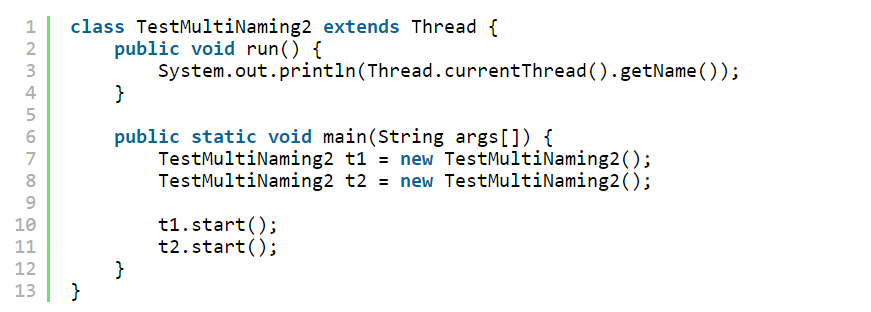 1 class TestMultiNaming2 extends Thread {
2     public void run() {
3         System.out.println(Thread.currentThread().getName());
4     }
5
6     public static void main(String args[]) {
7         TestMultiNaming2 t1 = new TestMultiNaming2();
8         TestMultiNaming2 t2 = new TestMultiNaming2();
9
10         t1.start();
11         t2.start();
12     }
13 }